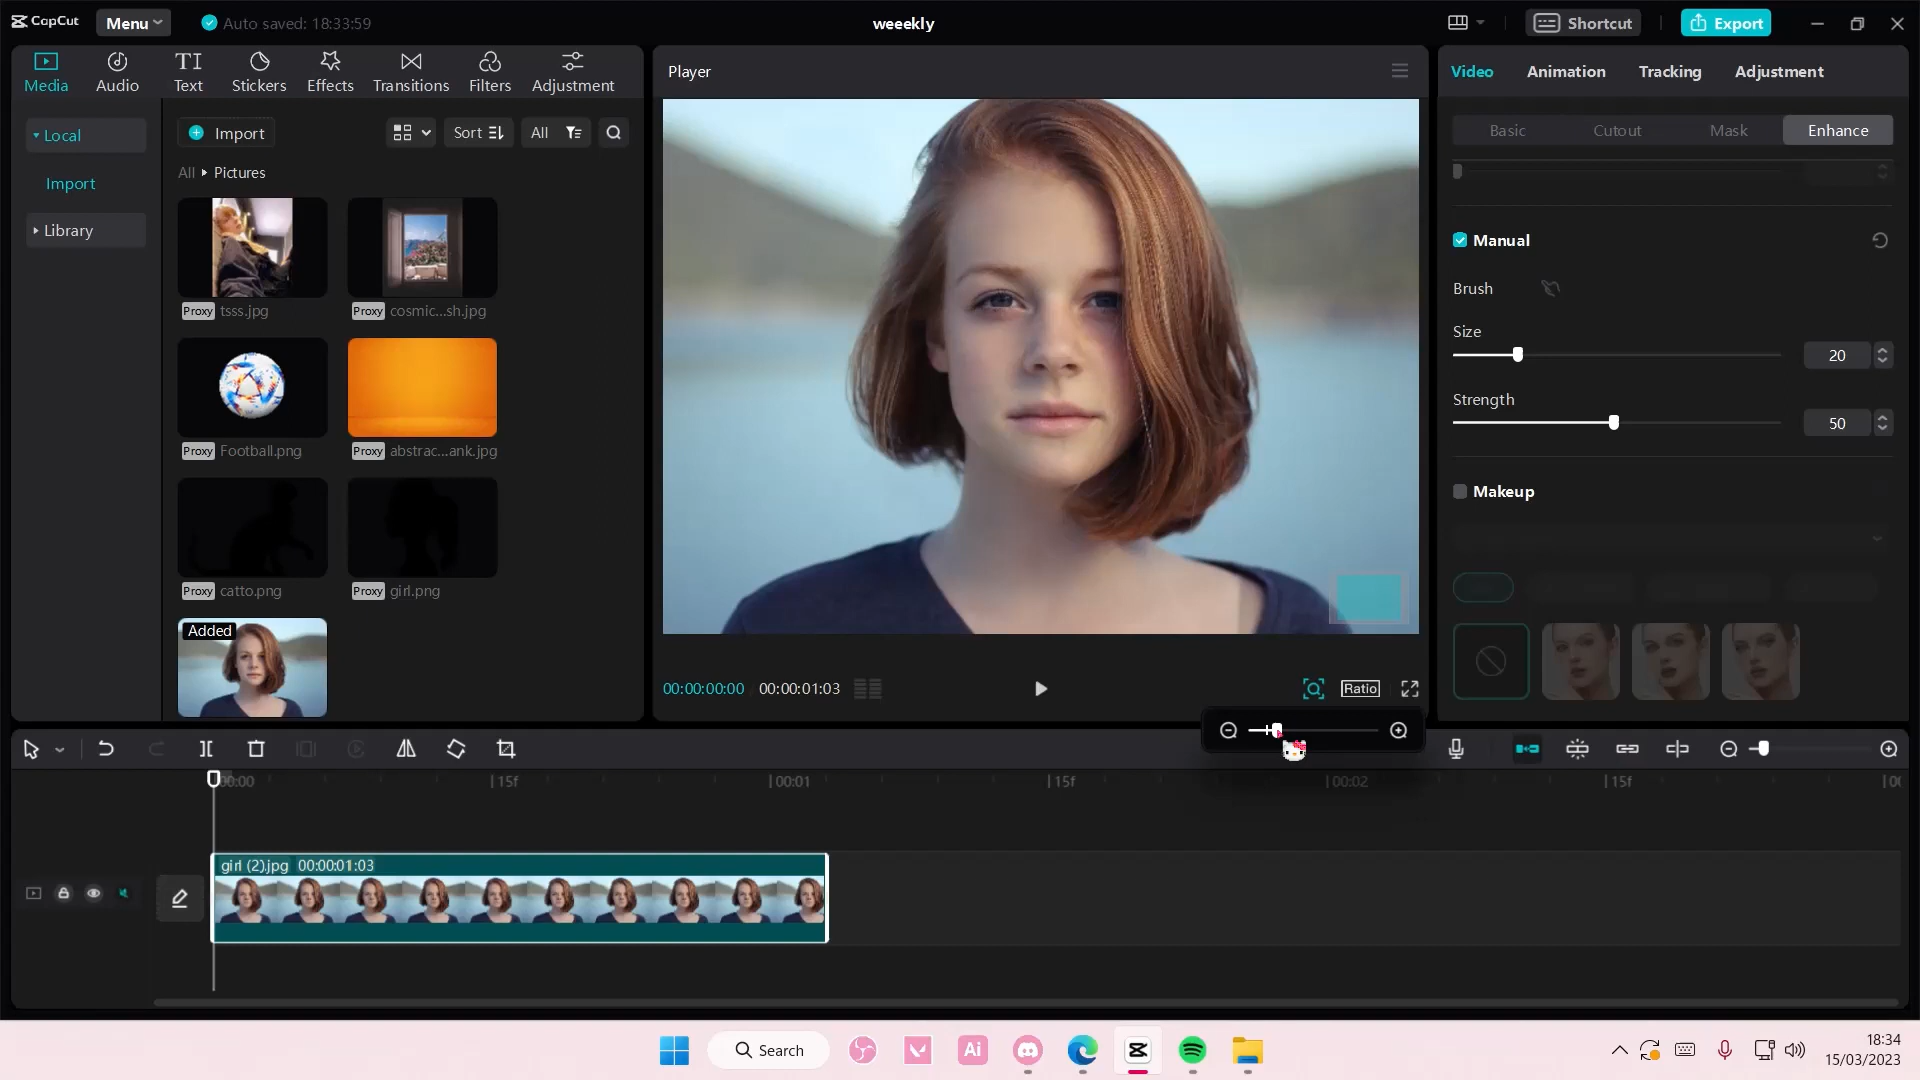 CapCut
Menu
Auto saved: 18:33:59
weeekly
Shortcut
Export
Media
Audio
TI
Text
Stickers
Effects
Transitions
Filters
Adjustment
Local
Import
Library
Import
Sort
All
All
Pictures
Proxy tsss.jpg
Proxy cosmic...sh.jpg
Proxy Football.png
Proxy abstrac...ank.jpg
Proxy catto.png
Proxy girl.png
Added
Player
00:00:00:00
00:00:01:03
Ratio
Video
Animation
Tracking
Adjustment
Basic
Cutout
Mask
Enhance
Manual
Brush
Size
20
Strength
50
Makeup
00:00
15f
00:01
15f
00:02
15f
girl (2).jpg 00:00:01:03
Search
Ai
18:34
15/03/2023